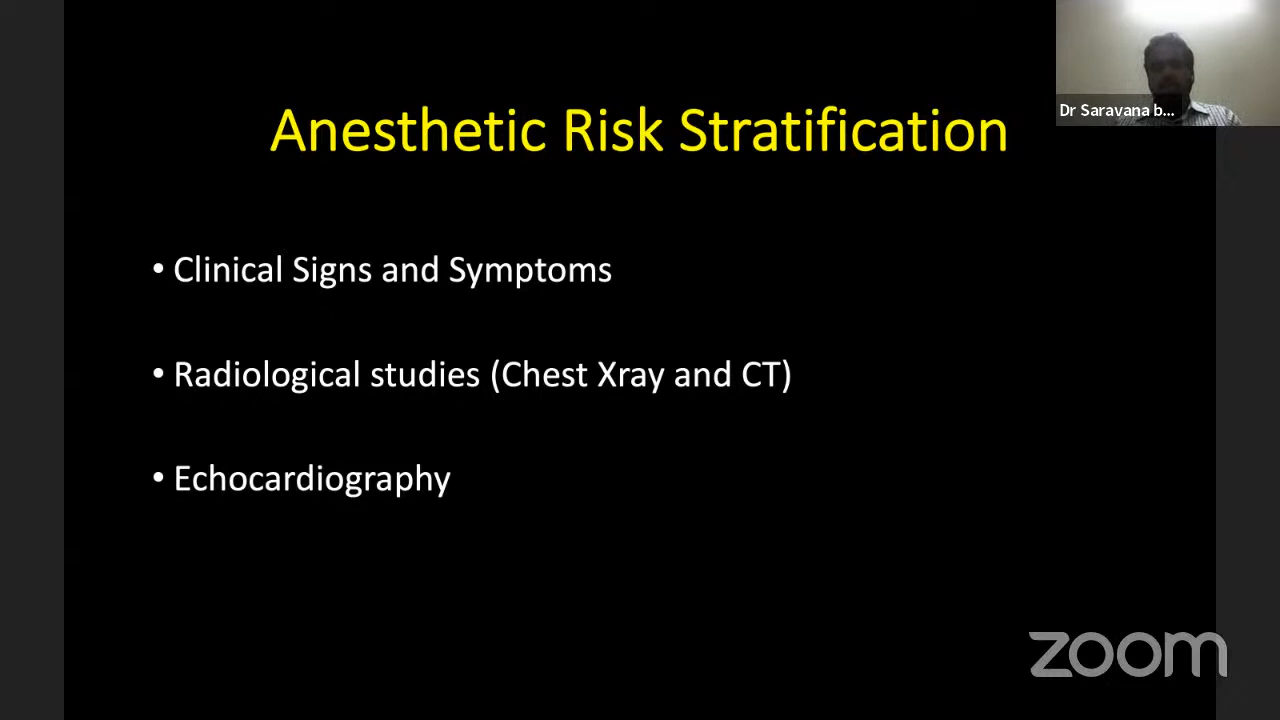 Anesthetic Risk Stratification
• Clinical Signs and Symptoms
• Radiological studies (Chest Xray and CT)
• Echocardiography
Dr Saravana b...
zoom